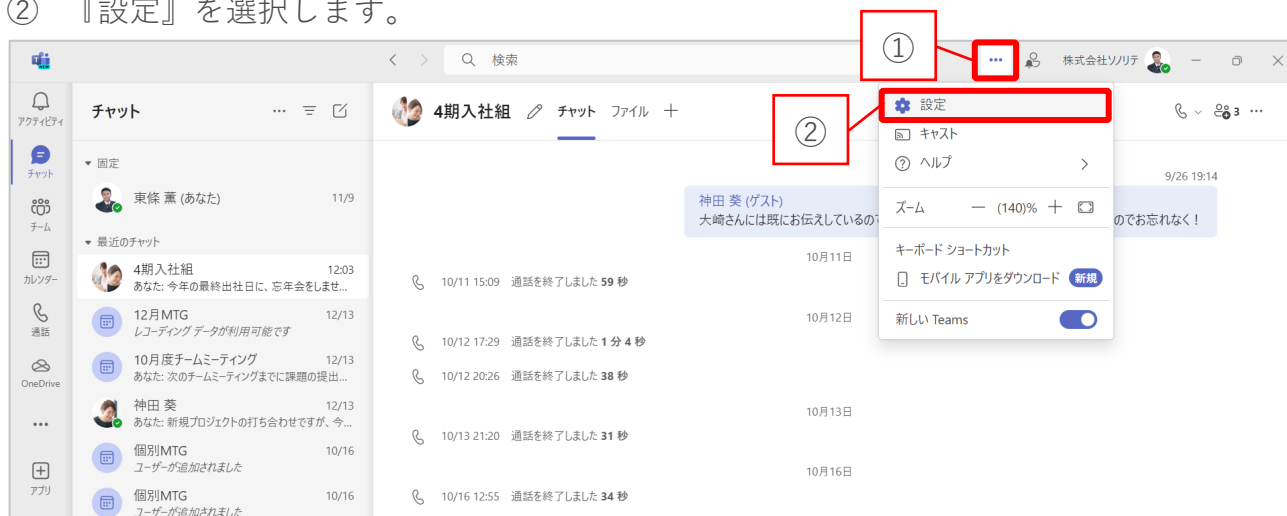 ② 『設定』を選択します。
①
検索
株式会社ソノリテ
アクティビティ
チャット
4期入社組 チャット ファイル
設定
3
②
キャスト
チャット
固定
ヘルプ
9/26 19:14
東條 薫 (あなた) 11/9
神田 葵 (ゲスト)
ズーム (140)%
チーム
大崎さんには既にお伝えしているので
のでお忘れなく!
最近のチャット
キーボード ショートカット
10月11日
4期入社組 12:03
カレンダー
あなた: 今年の最終出社日に、忘年会をしませ...
10/11 15:09 通話を終了しました 59 秒
モバイル アプリをダウンロード 新規
12月MTG 12/13
10月12日
新しい Teams
通話
レコーディング データが利用可能です
10/12 17:29 通話を終了しました 1 分 4 秒
10月度チームミーティング 12/13
OneDrive
あなた: 次のチームミーティングまでに課題の提出...
10/12 20:26 通話を終了しました 38 秒
神田 葵 12/13
10月13日
あなた: 新規プロジェクトの打ち合わせですが、今...
10/13 21:20 通話を終了しました 31 秒
個別MTG 10/16
ユーザーが追加されました
10月16日
アプリ
個別MTG 10/16
10/16 12:55 通話を終了しました 34 秒
ユーザーが追加されました